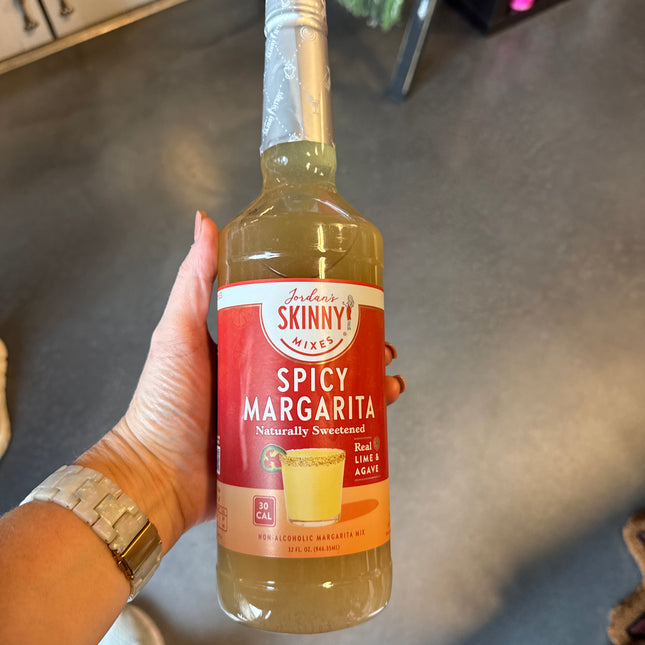 Jordan's
SKINNY
MIXES
SPICY
MARGARITA
Naturally Sweetened
Real
LIME &
AGAVE
30
CAL
NON-ALCOHOLIC MARGARITA MIX
32 FL. OZ. (946.35ML)